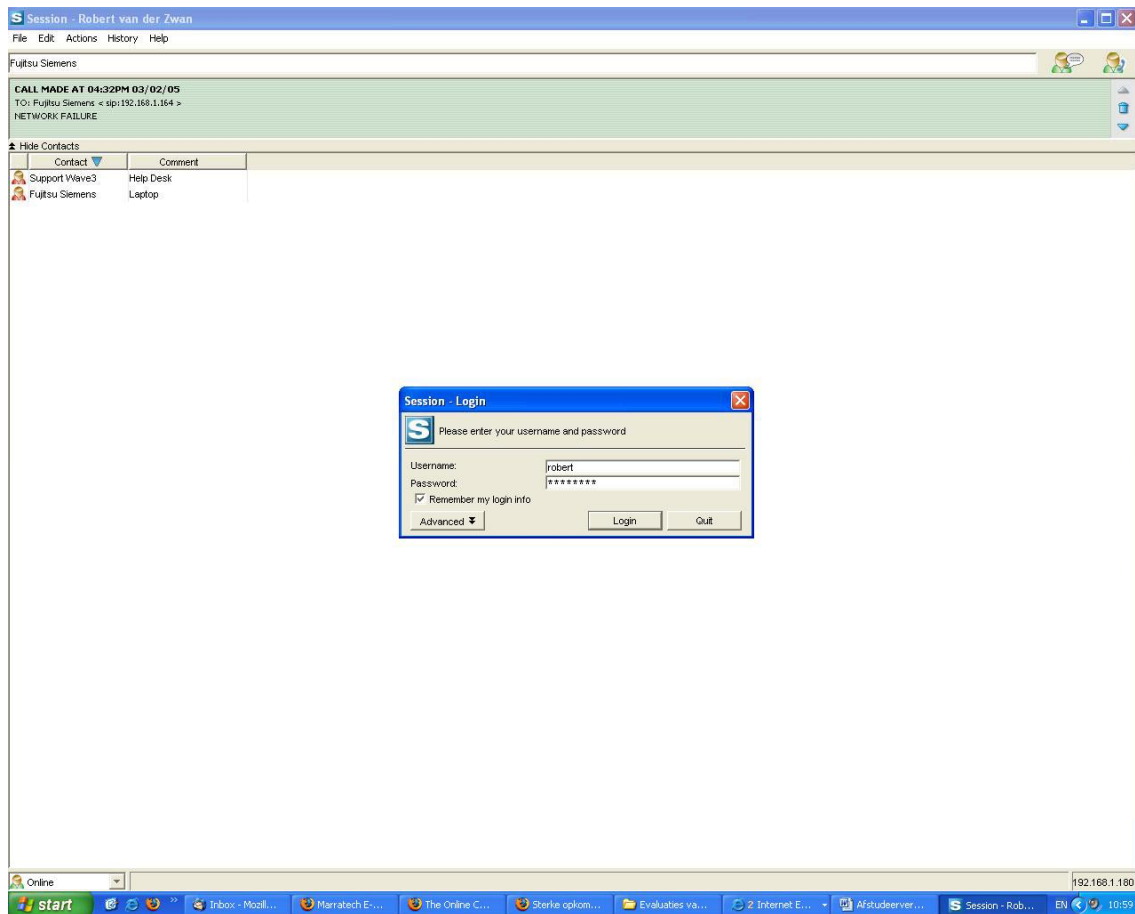 S Session - Robert van der Zwan
File Edit Actions History Help
Fujitsu Siemens
CALL MADE AT 04:32PM 03/02/05
TO: Fujitsu Siemens < sip:192.168.1.164 >
NETWORK FAILURE
Hide Contacts
Contact Comment
Support Wave3 Help Desk
Fujitsu Siemens Laptop
Session - Login
S Please enter your username and password
Username: robert
Password: ********
Remember my login info
Advanced Login Quit
Online 192.168.1.180
start Inbox - Mozill... Marratech E-... The Online C... Sterke opkom... Evaluaties va... 2 Internet E... Afstudeerver... S Session - Rob... EN 10:59